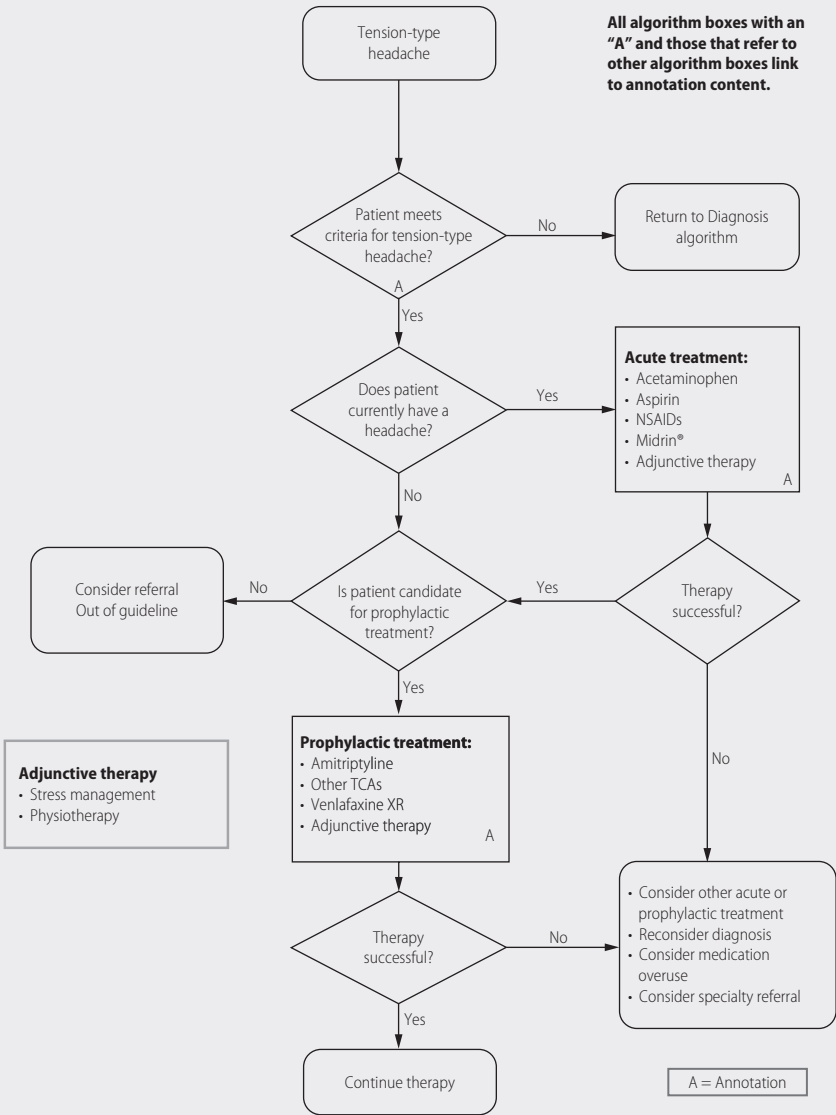 Tension-type
headache
All algorithm boxes with an
“A” and those that refer to
other algorithm boxes link
to annotation content.
Patient meets
criteria for tension-type
headache?
A
No
Return to Diagnosis
algorithm
Yes
Does patient
currently have a
headache?
Yes
Acute treatment:
• Acetaminophen
• Aspirin
• NSAIDs
• Midrin®
• Adjunctive therapy
A
No
Consider referral
Out of guideline
No
Is patient candidate
for prophylactic
treatment?
Yes
Therapy
successful?
Yes
No
Prophylactic treatment:
• Amitriptyline
• Other TCAs
• Venlafaxine XR
• Adjunctive therapy
A
Adjunctive therapy
• Stress management
• Physiotherapy
Therapy
successful?
No
• Consider other acute or
prophylactic treatment
• Reconsider diagnosis
• Consider medication
overuse
• Consider specialty referral
Yes
Continue therapy
A = Annotation